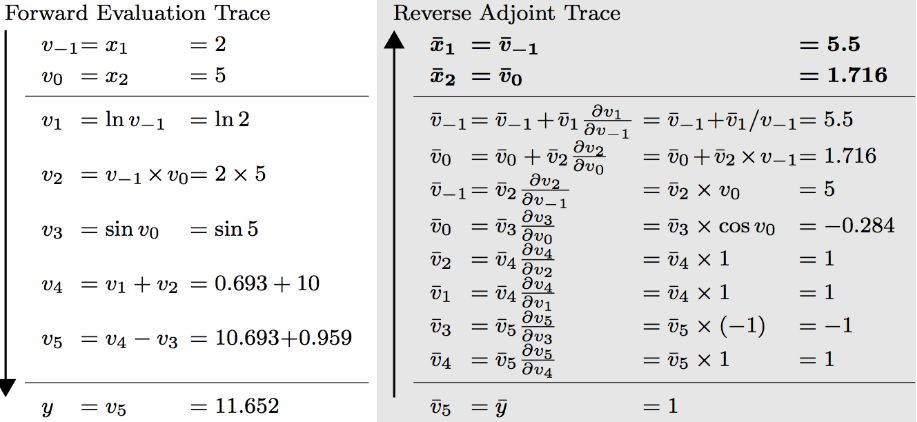 Forward Evaluation Trace
v₋₁ = x₁ = 2
v₀ = x₂ = 5
v₁ = ln v₋₁ = ln 2
v₂ = v₋₁ × v₀ = 2 × 5
v₃ = sin v₀ = sin 5
v₄ = v₁ + v₂ = 0.693 + 10
v₅ = v₄ − v₃ = 10.693 + 0.959
y = v₅ = 11.652
Reverse Adjoint Trace
x̄₁ = v̄₋₁ = 5.5
x̄₂ = v̄₀ = 1.716
v̄₋₁ = v̄₋₁ + v̄₁ ∂v₁/∂v₋₁ = v̄₋₁ + v̄₁/v₋₁ = 5.5
v̄₀ = v̄₀ + v̄₂ ∂v₂/∂v₀ = v̄₀ + v̄₂ × v₋₁ = 1.716
v̄₋₁ = v̄₂ ∂v₂/∂v₋₁ = v̄₂ × v₀ = 5
v̄₀ = v̄₃ ∂v₃/∂v₀ = v̄₃ × cos v₀ = −0.284
v̄₂ = v̄₄ ∂v₄/∂v₂ = v̄₄ × 1 = 1
v̄₁ = v̄₄ ∂v₄/∂v₁ = v̄₄ × 1 = 1
v̄₃ = v̄₅ ∂v₅/∂v₃ = v̄₅ × (−1) = −1
v̄₄ = v̄₅ ∂v₅/∂v₄ = v̄₅ × 1 = 1
v̄₅ = ȳ = 1